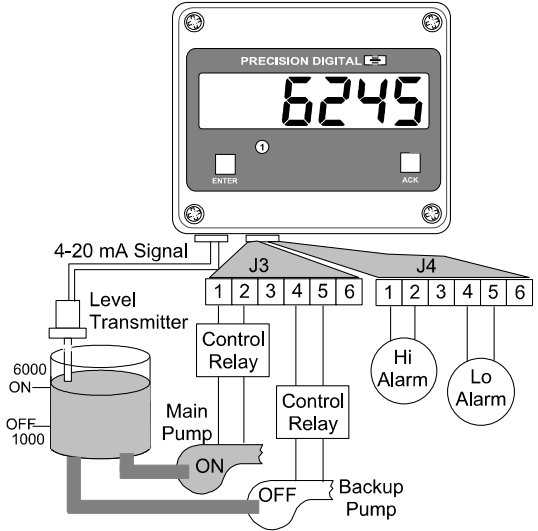 PRECISION DIGITAL
6245
1
ENTER
ACK
4-20 mA Signal
J3
J4
1 2 3 4 5 6
1 2 3 4 5 6
Level
Transmitter
Control
Relay
Hi
Alarm
Lo
Alarm
6000
ON
OFF
1000
Control
Relay
Main
Pump
ON
OFF
Backup
Pump